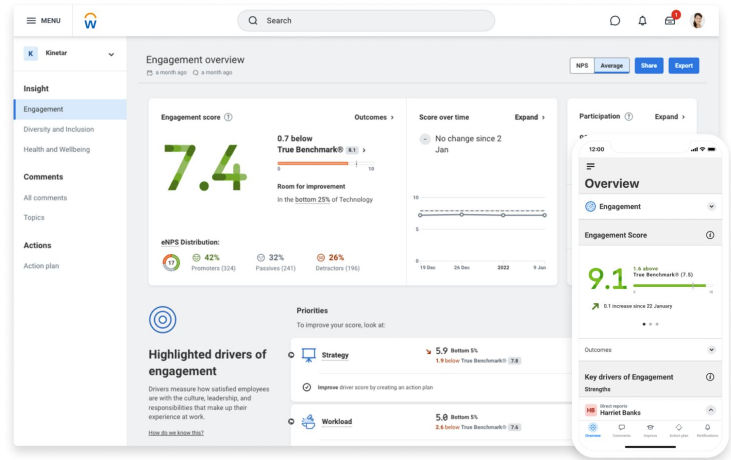 MENU
Search
1
K Kinetar
Insight
Engagement
Diversity and Inclusion
Health and Wellbeing
Comments
All comments
Topics
Actions
Action plan
Engagement overview
a month ago a month ago
NPS Average Share Export
Engagement score ? Outcomes >
7.4
0.7 below
True Benchmark® 8.1 >
0 10
Room for improvement
In the bottom 25% of Technology
eNPS Distribution:
17
42%
Promoters (324)
32%
Passives (241)
26%
Detractors (196)
Score over time Expand >
No change since 2
Jan
10
5
0
19 Dec 26 Dec 2022 9 Jan
Participation ? Expand >
Highlighted drivers of
engagement
Drivers measure how satisfied employees
are with the culture, leadership, and
responsibilities that make up their
experience at work.
How do we know this?
Priorities
To improve your score, look at:
Strategy
5.9 Bottom 5%
1.9 below True Benchmark® 7.8
Improve driver score by creating an action plan
Workload
5.0 Bottom 5%
2.6 below True Benchmark® 7.6
12:00
Overview
Engagement
Engagement Score
9.1
1.6 above
True Benchmark® (7.5)
0 10
0.1 increase since 22 January
Outcomes
Key drivers of Engagement
Strengths
HB
Direct reports
Harriet Banks
Overview Comments Improve Action plan Notifications